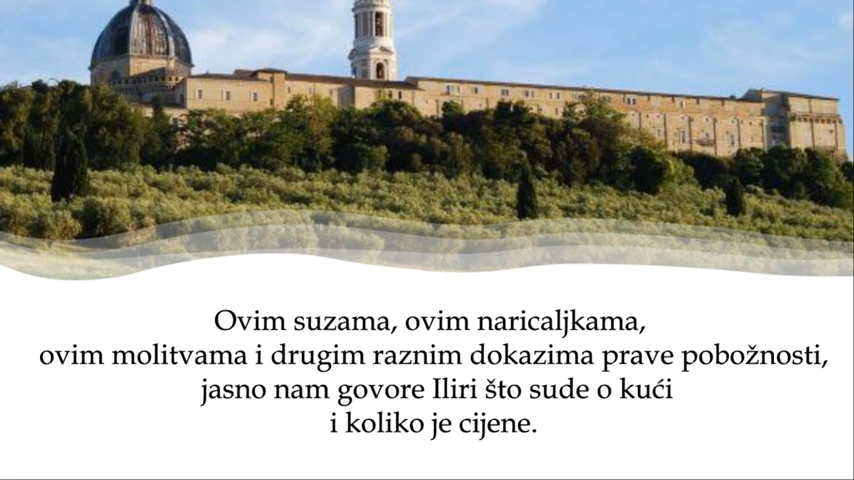 Ovim suzama, ovim naricaljkama,
ovim molitvama i drugim raznim dokazima prave pobožnosti,
jasno nam govore Iliri što sude o kući
i koliko je cijene.